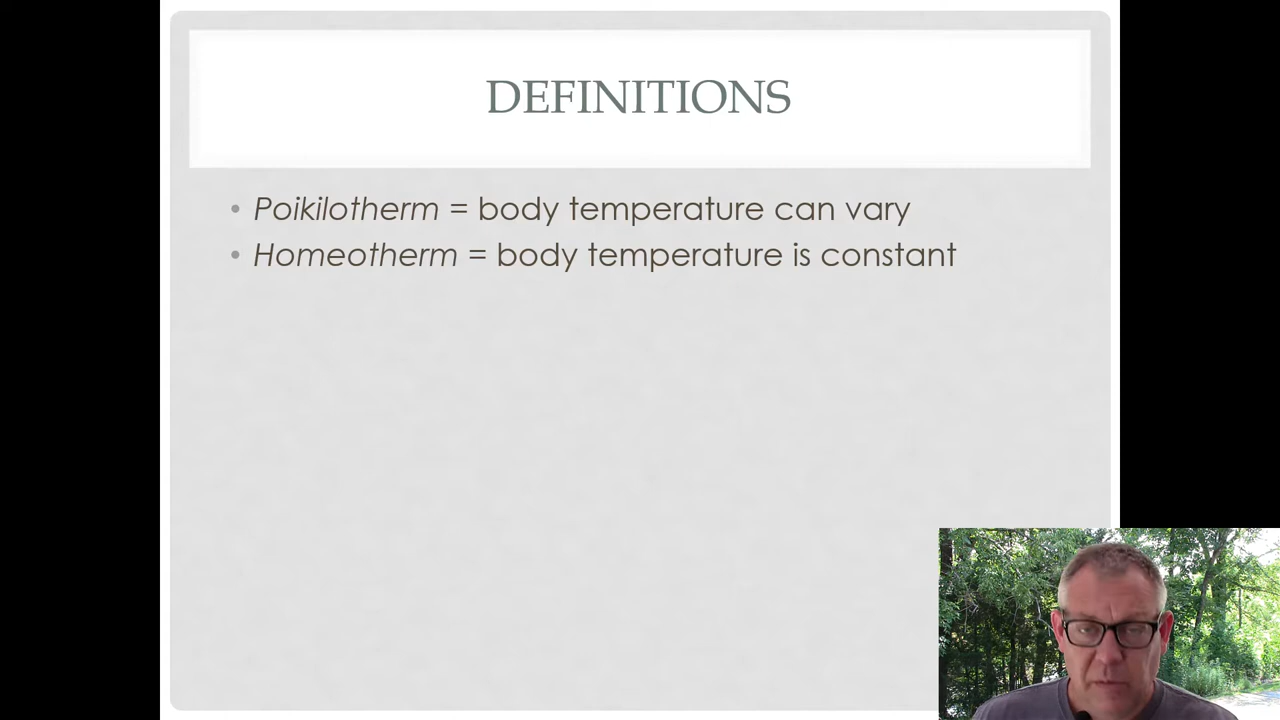 DEFINITIONS
• Poikilotherm = body temperature can vary
• Homeotherm = body temperature is constant